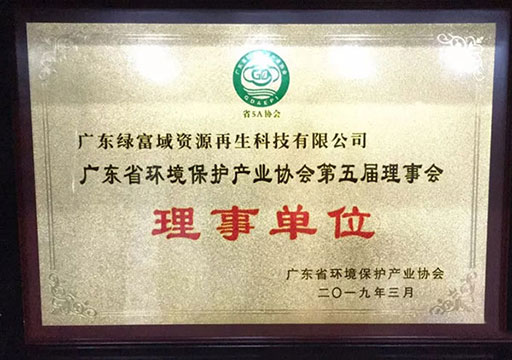 GDAEPI
省5A协会
广东绿富域资源再生科技有限公司
广东省环境保护产业协会第五届理事会
理事单位
广东省环境保护产业协会
二〇一九年三月